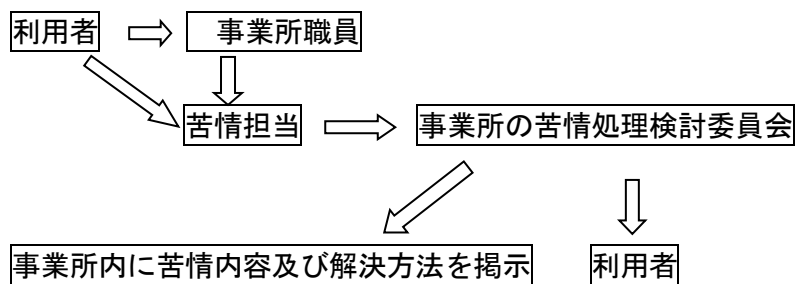 利用者 事業所職員
苦情担当 事業所の苦情処理検討委員会
事業所内に苦情内容及び解決方法を掲示 利用者